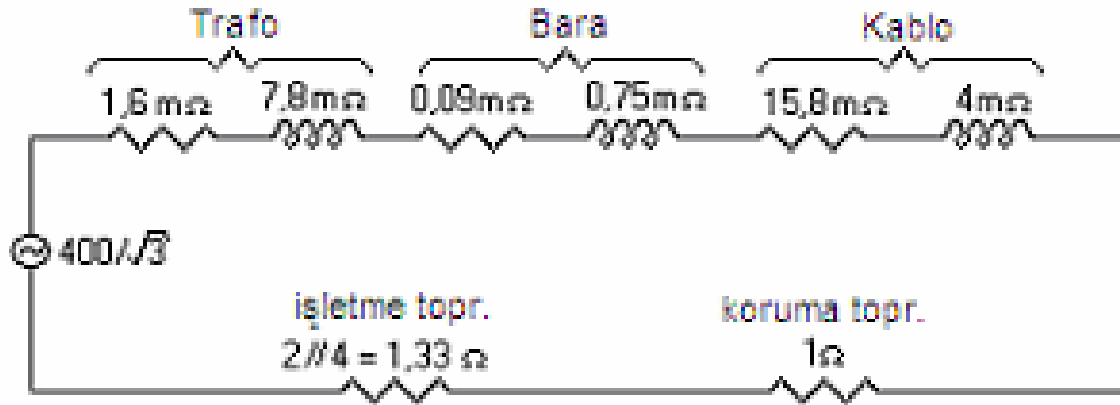 Trafo Bara Kablo
1,6 mΩ 7,8mΩ 0,09mΩ 0,75mΩ 15,8mΩ 4mΩ
400/√3
işletme topr. koruma topr.
2//4 = 1,33 Ω 1Ω